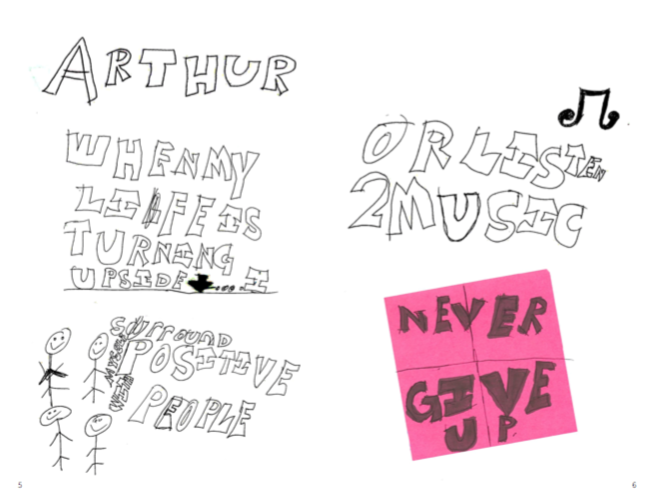 ARTHUR
WHEN MY
LIFE IS
TURNING
UPSIDE ..... I
SURROUND
MYSELF
WITH
POSITIVE
PEOPLE
5
OR LISTEN
2 MUSIC
NEVER
GIVE
UP.
6